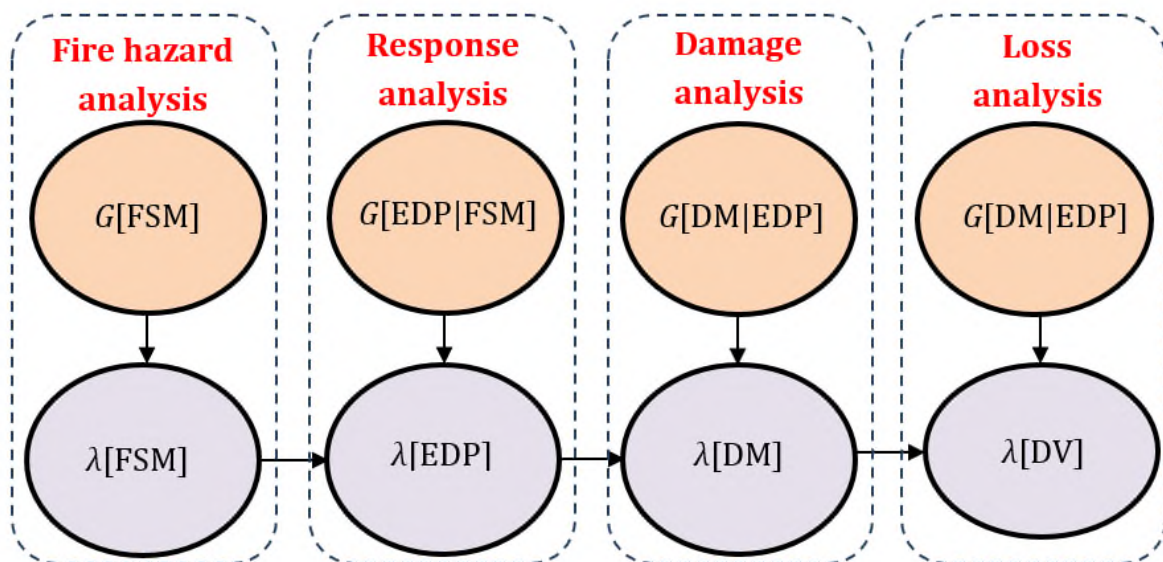 Fire hazard
analysis
Response
analysis
Damage
analysis
Loss
analysis
G[FSM]
G[EDP|FSM]
G[DM|EDP]
G[DM|EDP]
λ[FSM]
λ[EDP]
λ[DM]
λ[DV]